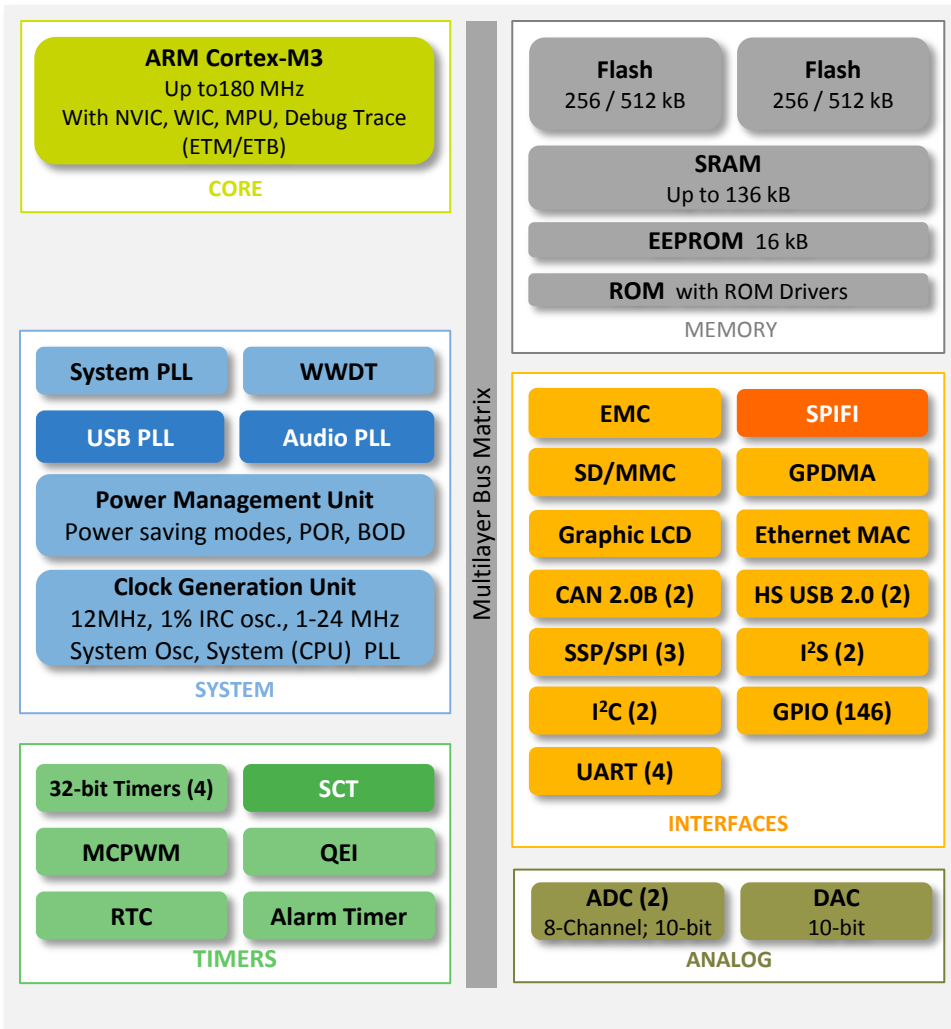 ARM Cortex-M3
Up to180 MHz
With NVIC, WIC, MPU, Debug Trace
(ETM/ETB)
CORE
System PLL
WWDT
USB PLL
Audio PLL
Power Management Unit
Power saving modes, POR, BOD
Clock Generation Unit
12MHz, 1% IRC osc., 1-24 MHz
System Osc, System (CPU) PLL
SYSTEM
32-bit Timers (4)
SCT
MCPWM
QEI
RTC
Alarm Timer
TIMERS
Multilayer Bus Matrix
Flash
256 / 512 kB
Flash
256 / 512 kB
SRAM
Up to 136 kB
EEPROM 16 kB
ROM with ROM Drivers
MEMORY
EMC
SPIFI
SD/MMC
GPDMA
Graphic LCD
Ethernet MAC
CAN 2.0B (2)
HS USB 2.0 (2)
SSP/SPI (3)
I²S (2)
I²C (2)
GPIO (146)
UART (4)
INTERFACES
ADC (2)
8-Channel; 10-bit
DAC
10-bit
ANALOG